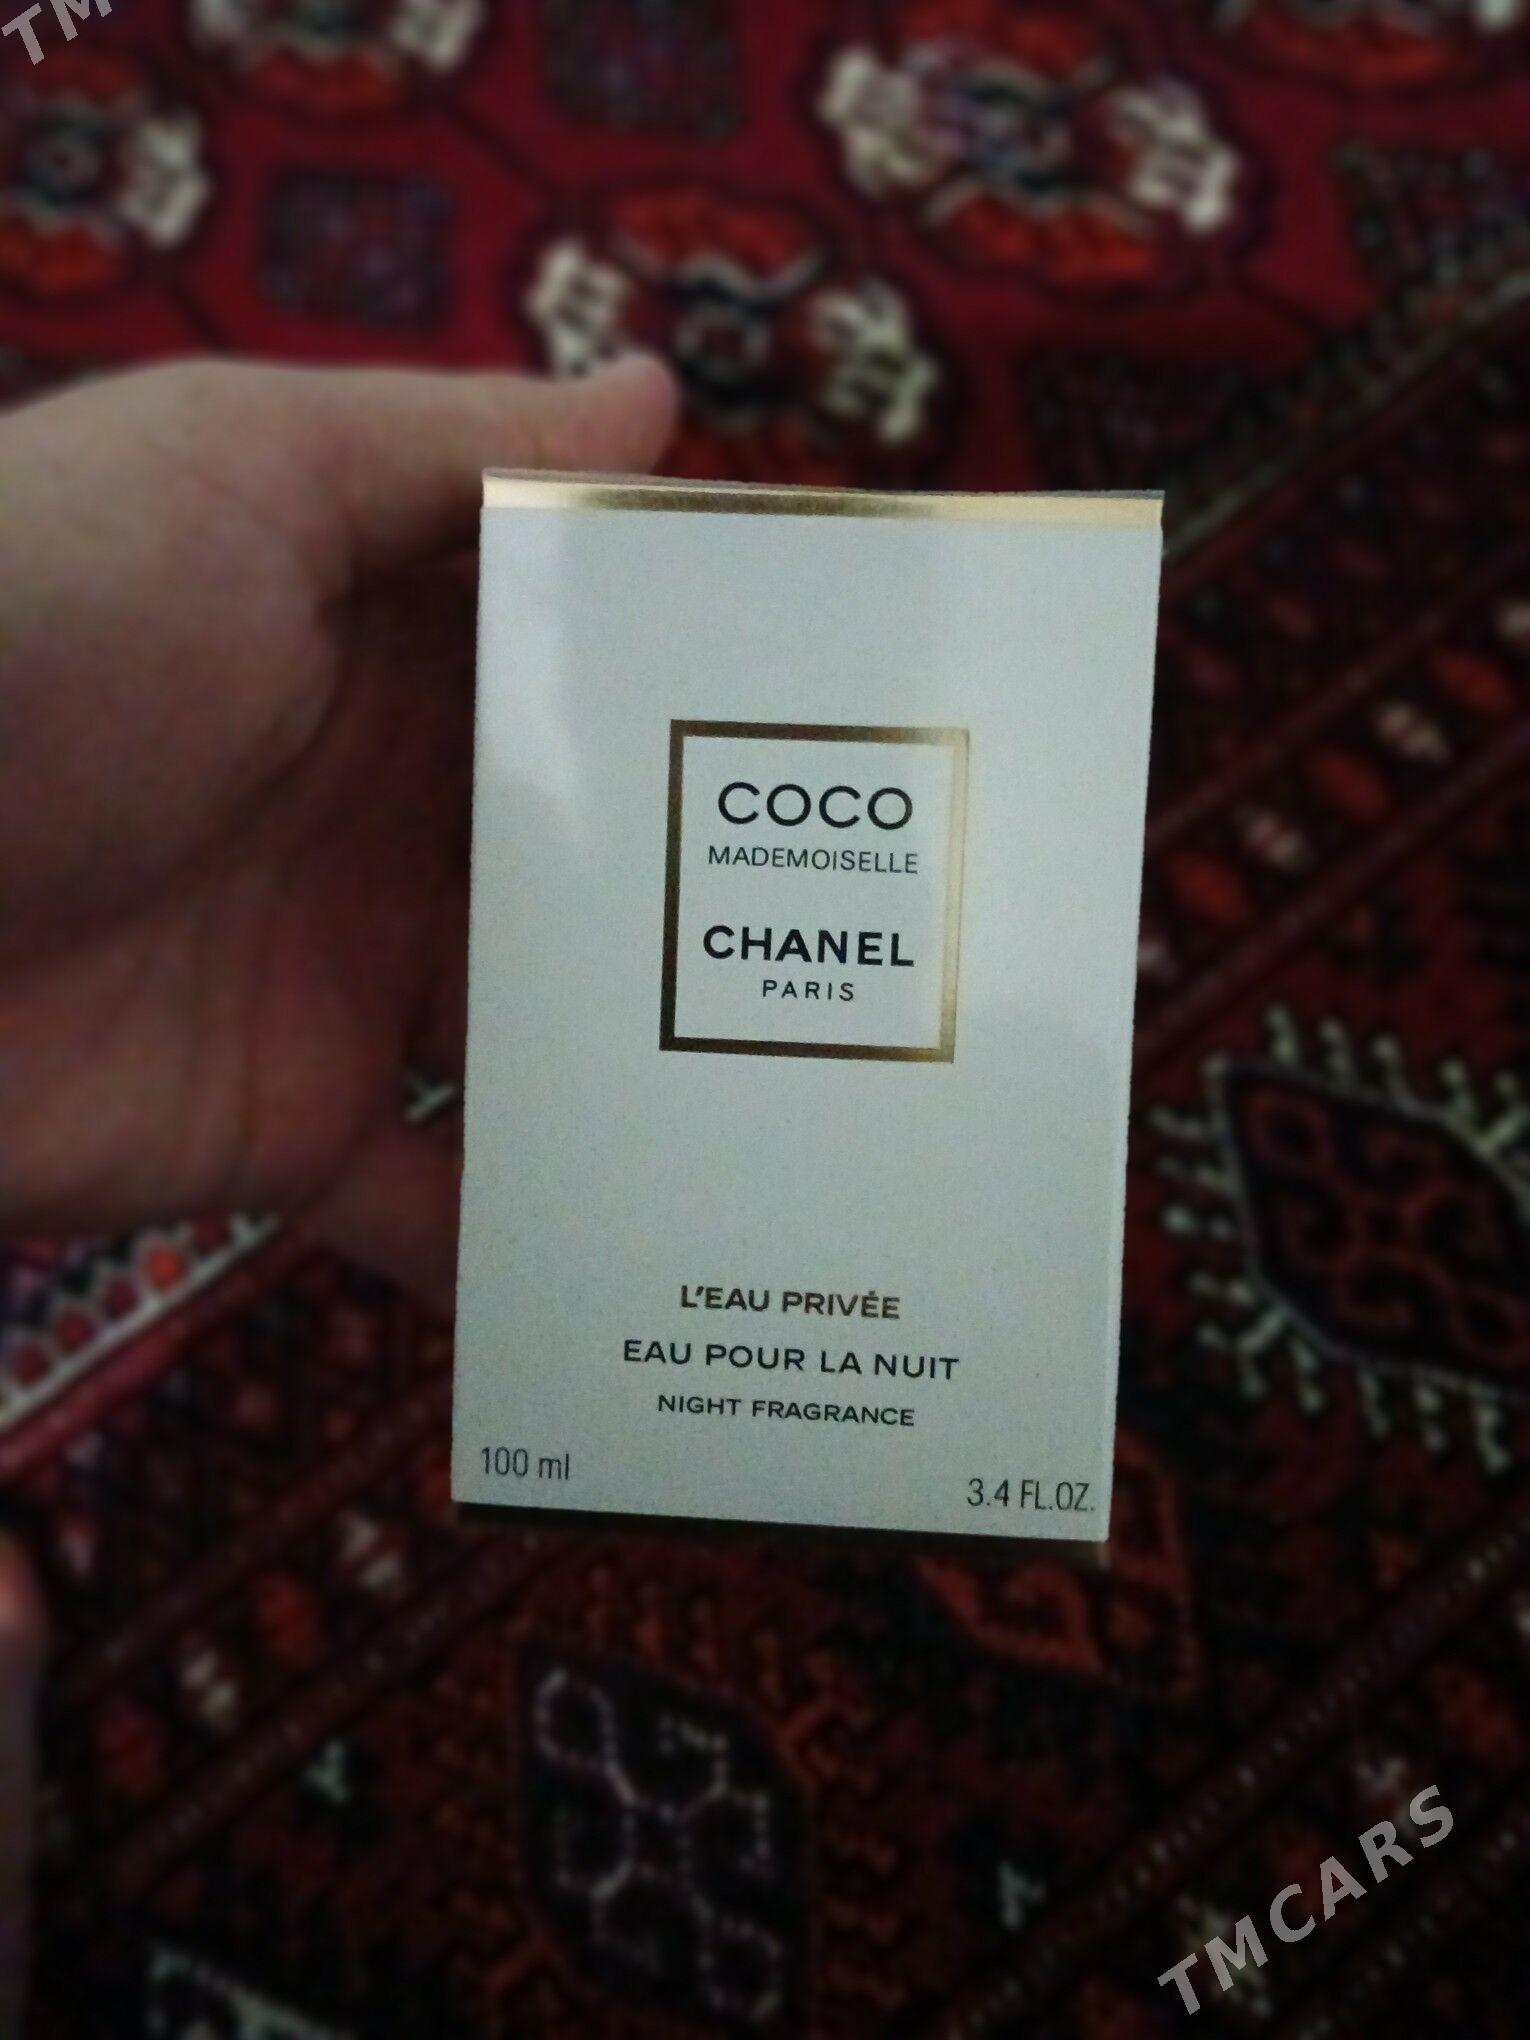 TM
COCO
MADEMOISELLE
CHANEL
PARIS
L'EAU PRIVÉE
EAU POUR LA NUIT
NIGHT FRAGRANCE
100 ml
3.4 FL.OZ.
TMCARS